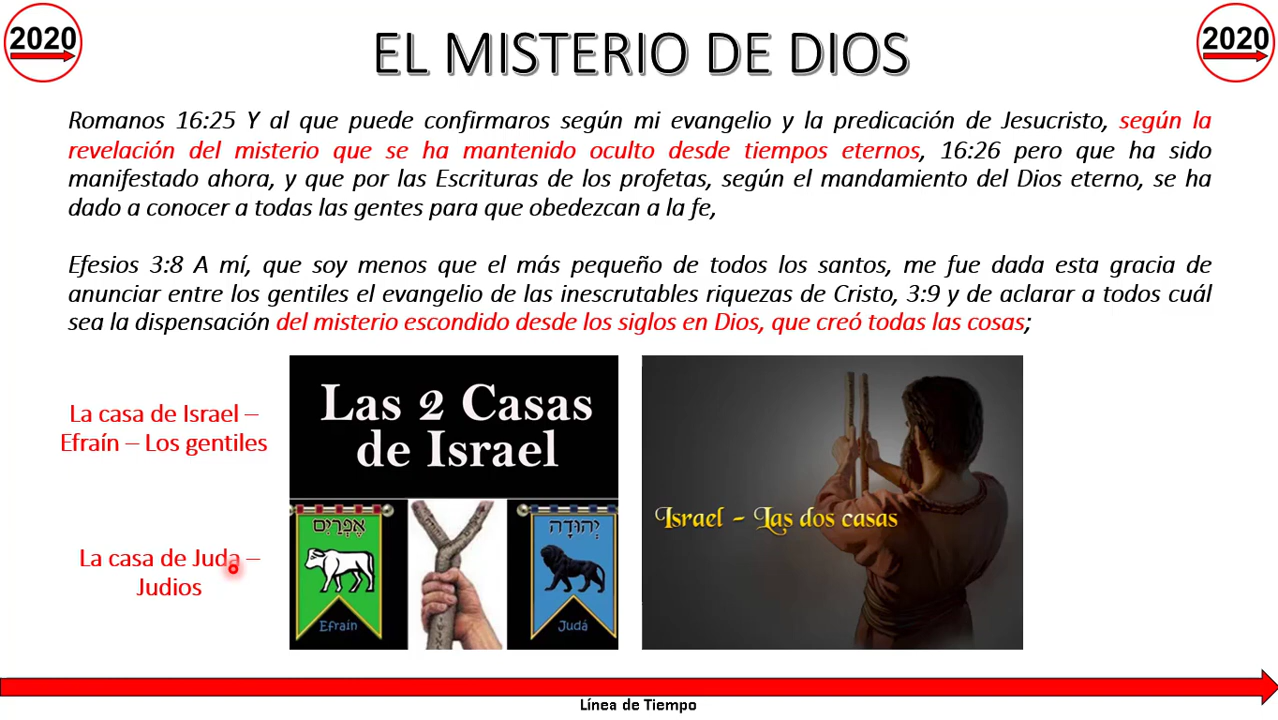 2020
EL MISTERIO DE DIOS
2020
Romanos 16:25 Y al que puede confirmaros según mi evangelio y la predicación de Jesucristo, según la
revelación del misterio que se ha mantenido oculto desde tiempos eternos, 16:26 pero que ha sido
manifestado ahora, y que por las Escrituras de los profetas, según el mandamiento del Dios eterno, se ha
dado a conocer a todas las gentes para que obedezcan a la fe,
Efesios 3:8 A mí, que soy menos que el más pequeño de todos los santos, me fue dada esta gracia de
anunciar entre los gentiles el evangelio de las inescrutables riquezas de Cristo, 3:9 y de aclarar a todos cuál
sea la dispensación del misterio escondido desde los siglos en Dios, que creó todas las cosas;
La casa de Israel –
Efraín – Los gentiles
La casa de Juda –
Judios
Las 2 Casas
de Israel
אֶפְרַיִם
Efraín
יְהוּדָה
Judá
Israel - Las dos casas
Línea de Tiempo